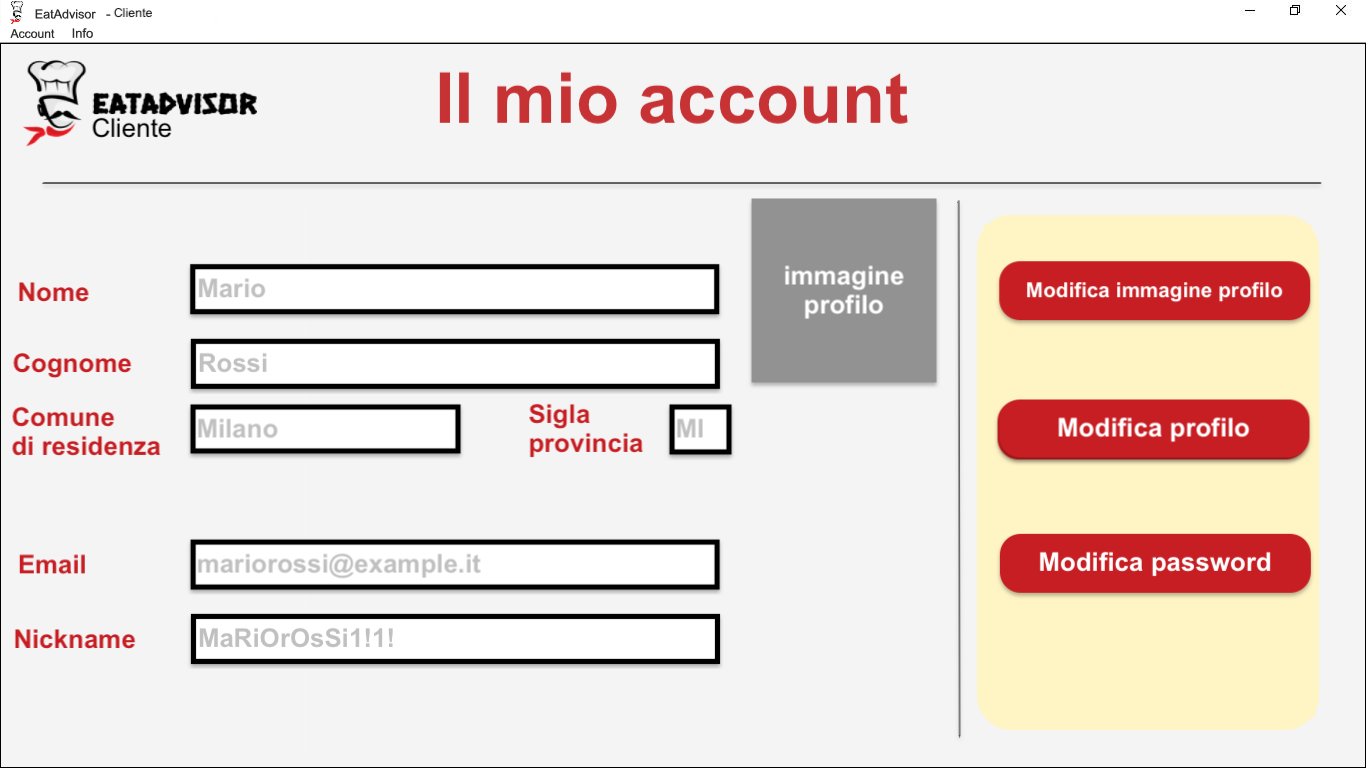 EatAdvisor - Cliente
Account Info
EATADVISOR
Cliente
Il mio account
immagine
profilo
Nome
Mario
Cognome
Rossi
Comune
di residenza
Milano
Sigla
provincia
MI
Email
mariorossi@example.it
Nickname
MaRiOrOsSi1!1!
Modifica immagine profilo
Modifica profilo
Modifica password